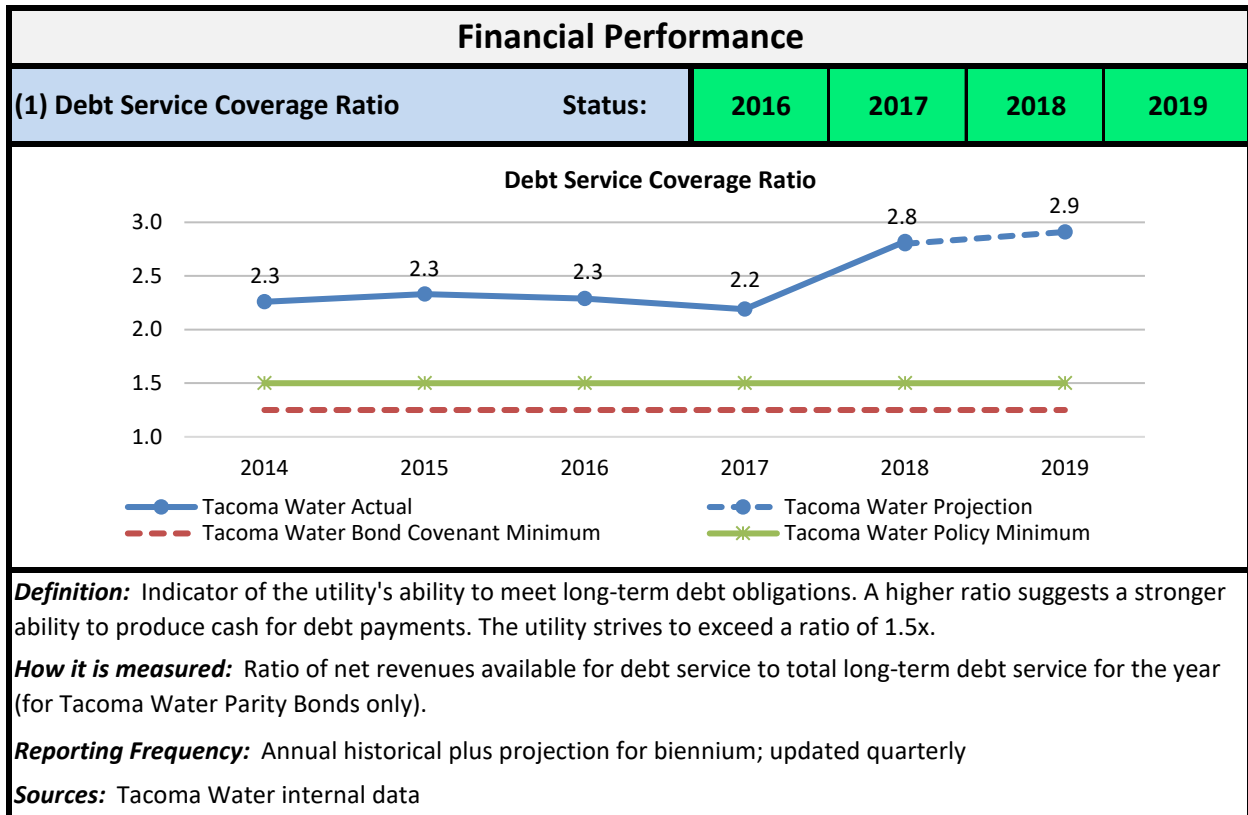 Financial Performance
(1) Debt Service Coverage Ratio Status: 2016 2017 2018 2019
Debt Service Coverage Ratio
3.0
2.5
2.0
1.5
1.0
2.3 2.3 2.3 2.2 2.8 2.9
2014 2015 2016 2017 2018 2019
Tacoma Water Actual Tacoma Water Projection
Tacoma Water Bond Covenant Minimum Tacoma Water Policy Minimum
Definition: Indicator of the utility's ability to meet long-term debt obligations. A higher ratio suggests a stronger
ability to produce cash for debt payments. The utility strives to exceed a ratio of 1.5x.
How it is measured: Ratio of net revenues available for debt service to total long-term debt service for the year
(for Tacoma Water Parity Bonds only).
Reporting Frequency: Annual historical plus projection for biennium; updated quarterly
Sources: Tacoma Water internal data